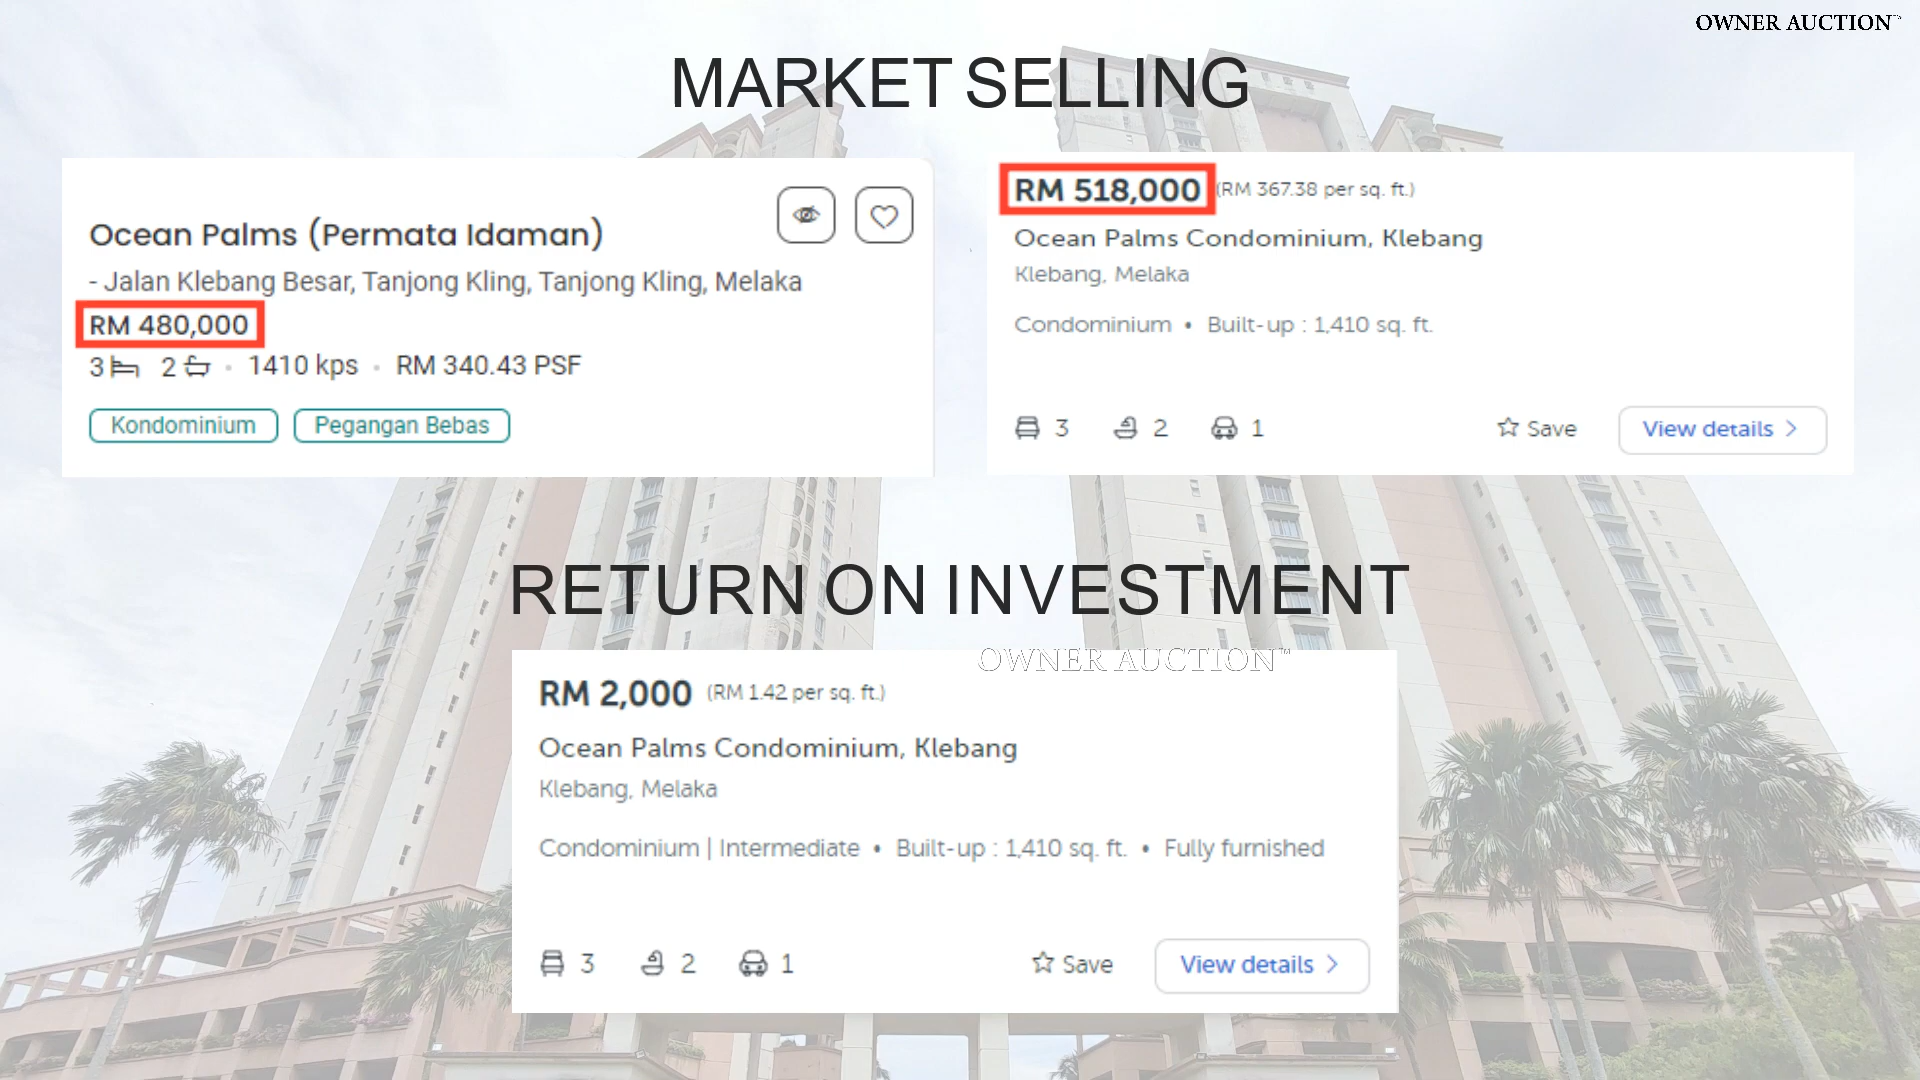 OWNER AUCTION™
MARKET SELLING
Ocean Palms (Permata Idaman)
- Jalan Klebang Besar, Tanjong Kling, Tanjong Kling, Melaka
RM 480,000
3 2 • 1410 kps • RM 340.43 PSF
Kondominium Pegangan Bebas
RM 518,000 (RM 367.38 per sq. ft.)
Ocean Palms Condominium, Klebang
Klebang, Melaka
Condominium • Built-up : 1,410 sq. ft.
3 2 1 Save View details >
RETURN ON INVESTMENT
OWNER AUCTION™
RM 2,000 (RM 1.42 per sq. ft.)
Ocean Palms Condominium, Klebang
Klebang, Melaka
Condominium | Intermediate • Built-up : 1,410 sq. ft. • Fully furnished
3 2 1 Save View details >